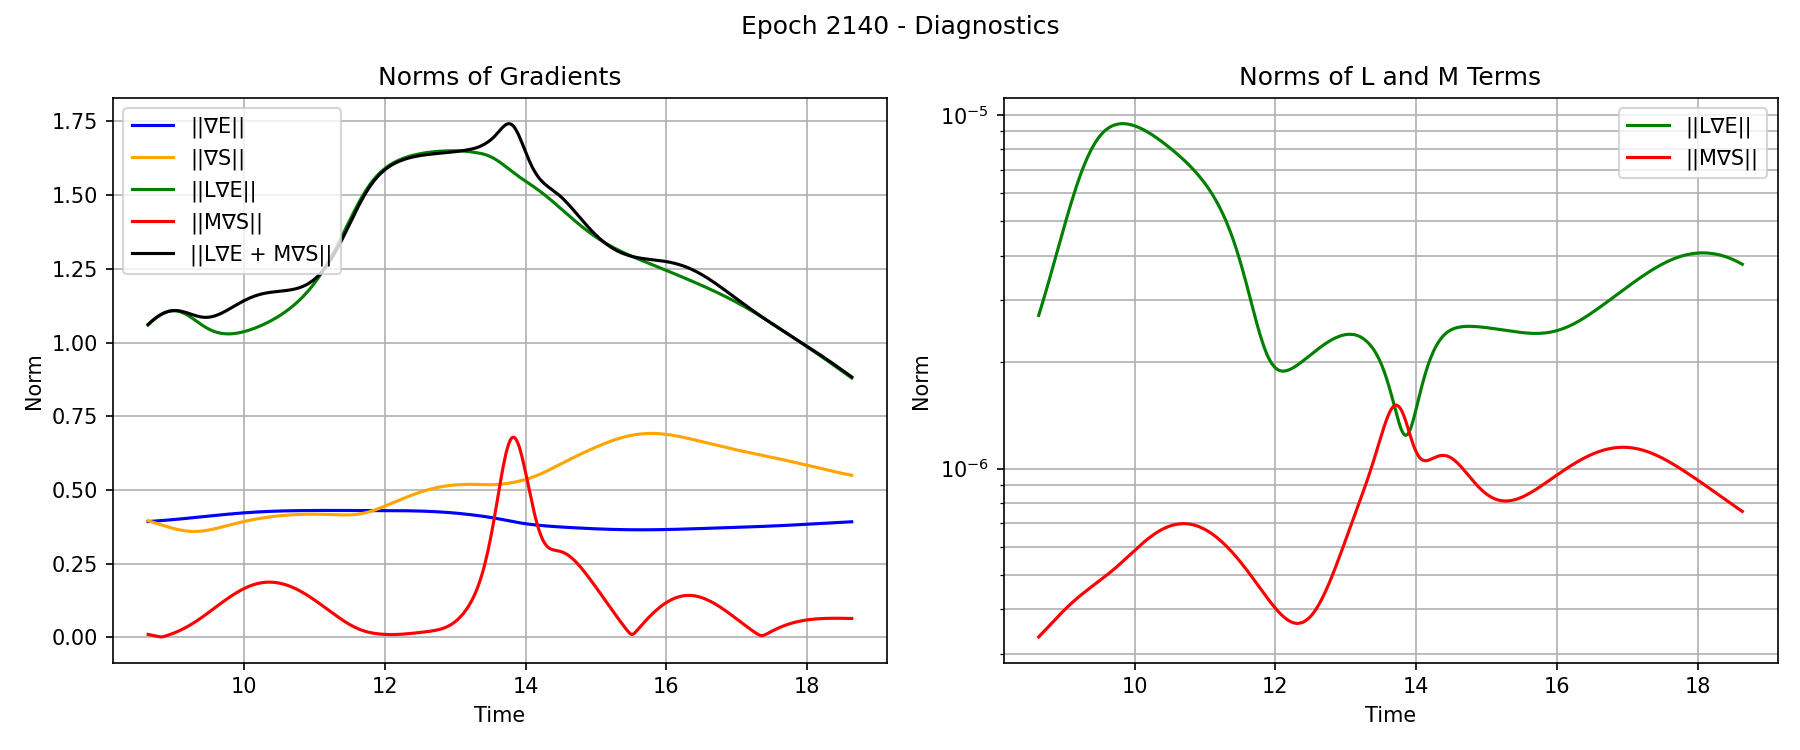 Epoch 2140 - Diagnostics
Norms of Gradients
||∇E||
||∇S||
||L∇E||
||M∇S||
||L∇E + M∇S||
1.75
1.50
1.25
1.00
0.75
0.50
0.25
0.00
Norm
10
12
14
16
18
Time
Norms of L and M Terms
||L∇E||
||M∇S||
10⁻⁵
10⁻⁶
Norm
10
12
14
16
18
Time